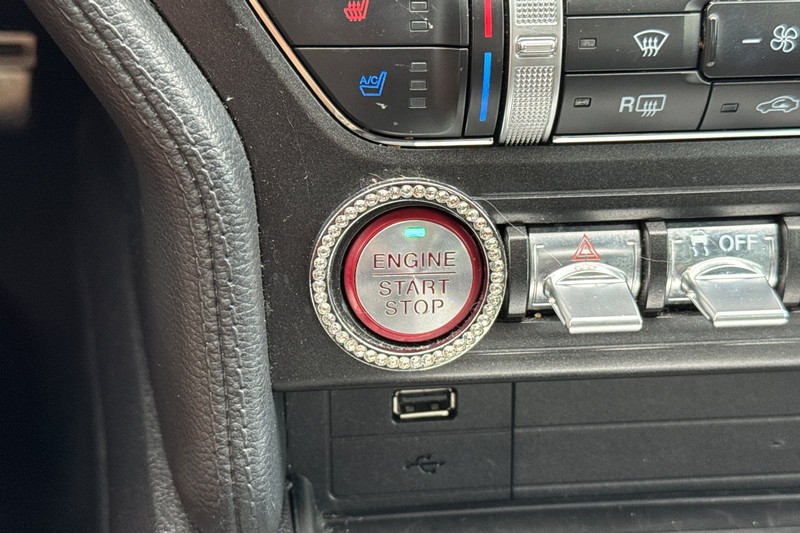 A/C
R
ENGINE
START
STOP
OFF